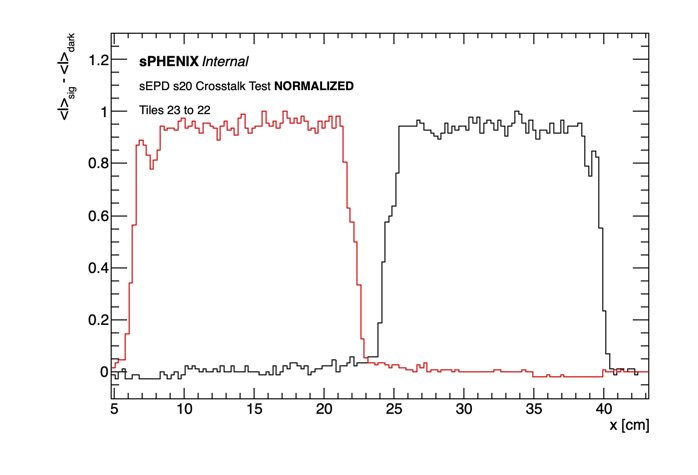 <I>sig - <I>dark
sPHENIX Internal
sEPD s20 Crosstalk Test NORMALIZED
Tiles 23 to 22
1.2
1
0.8
0.6
0.4
0.2
0
5 10 15 20 25 30 35 40
x [cm]